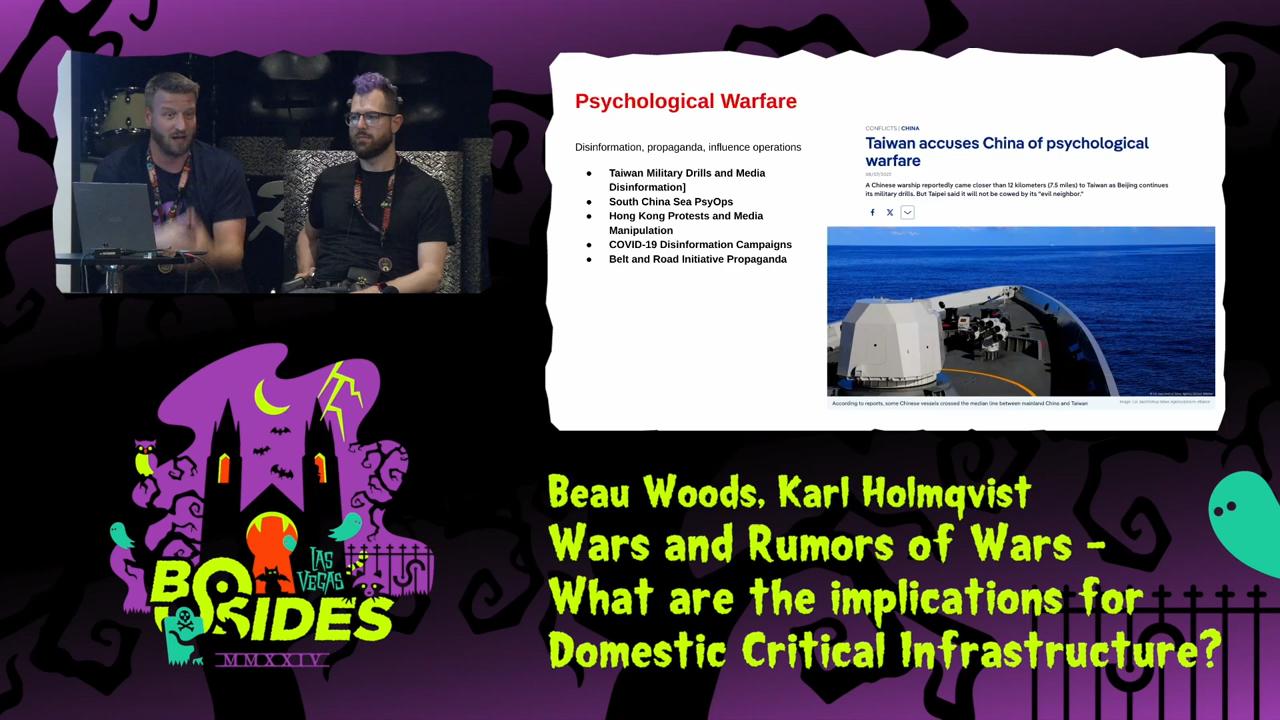 Psychological Warfare
Disinformation, propaganda, influence operations
● Taiwan Military Drills and Media
Disinformation]
● South China Sea PsyOps
● Hong Kong Protests and Media
Manipulation
● COVID-19 Disinformation Campaigns
● Belt and Road Initiative Propaganda
CONFLICTS | CHINA
Taiwan accuses China of psychological
warfare
A Chinese warship reportedly came closer than 12 kilometers (7.5 miles) to Taiwan as Beijing continues
its military drills. But Taipei said it will not be cowed by its "evil neighbor."
According to reports, some Chinese vessels crossed the median line between mainland China and Taiwan
LAS
VEGAS
BSIDES
MMXXIV
Beau Woods, Karl Holmqvist
Wars and Rumors of Wars -
What are the implications for
Domestic Critical Infrastructure?